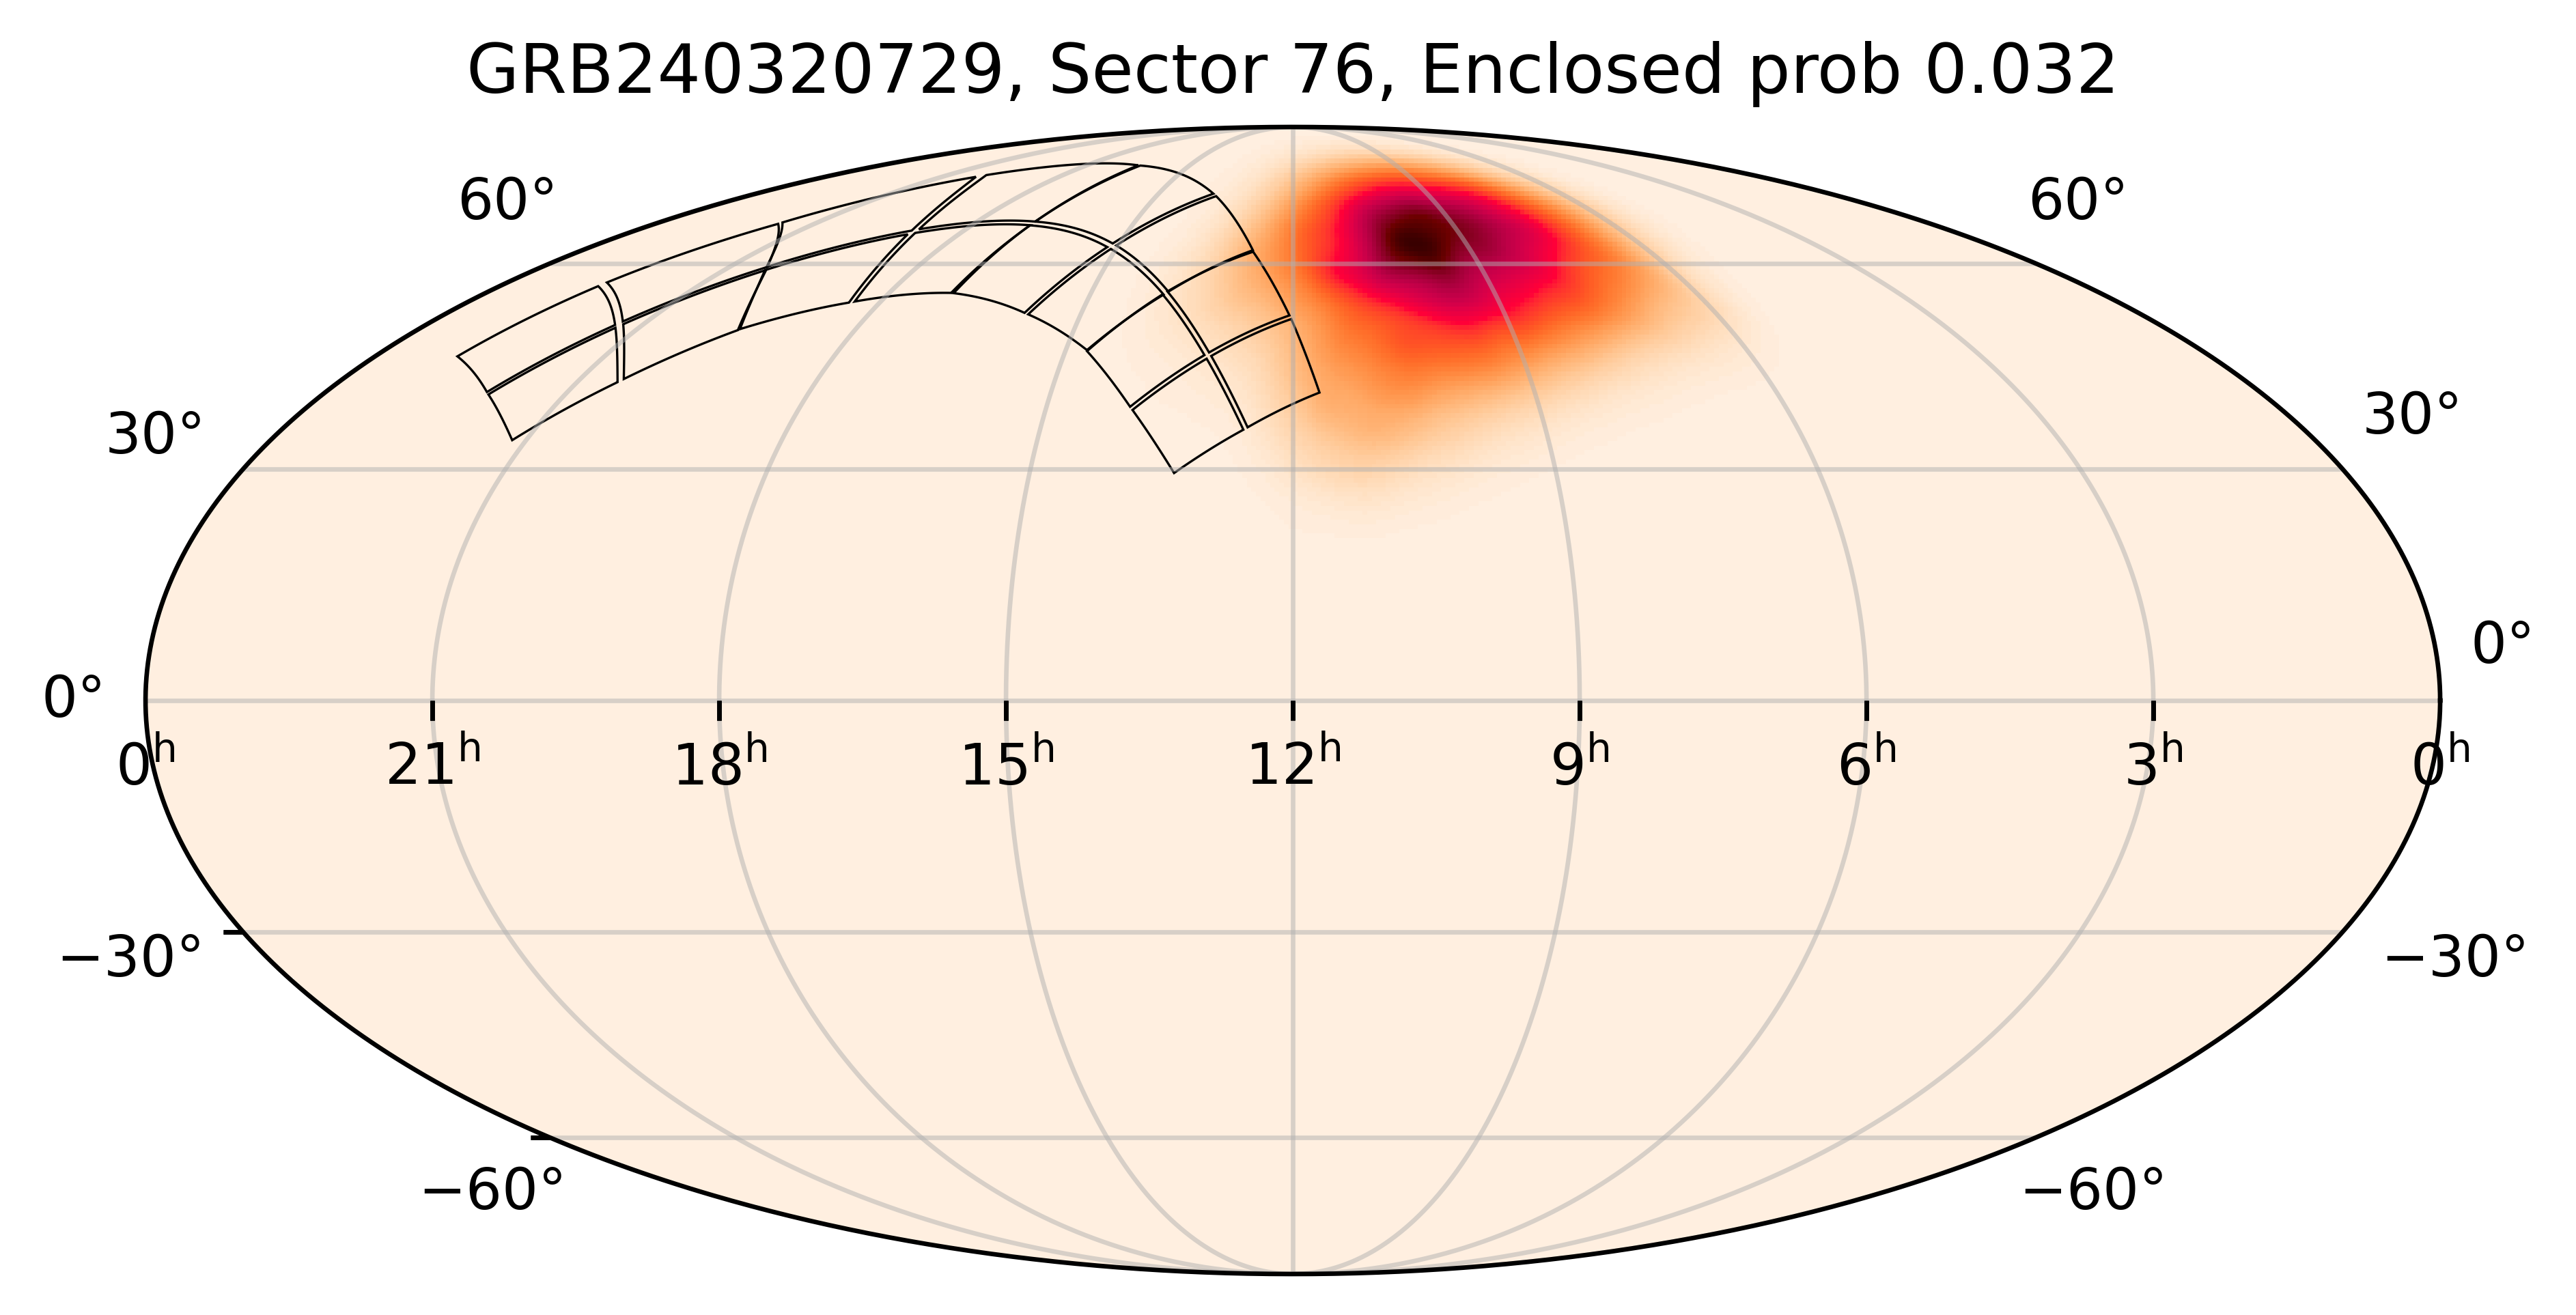 GRB240320729, Sector 76, Enclosed prob 0.032
60° 60°
30° 30°
0° 0°
0h 21h 18h 15h 12h 9h 6h 3h 0h
−30° −30°
−60° −60°